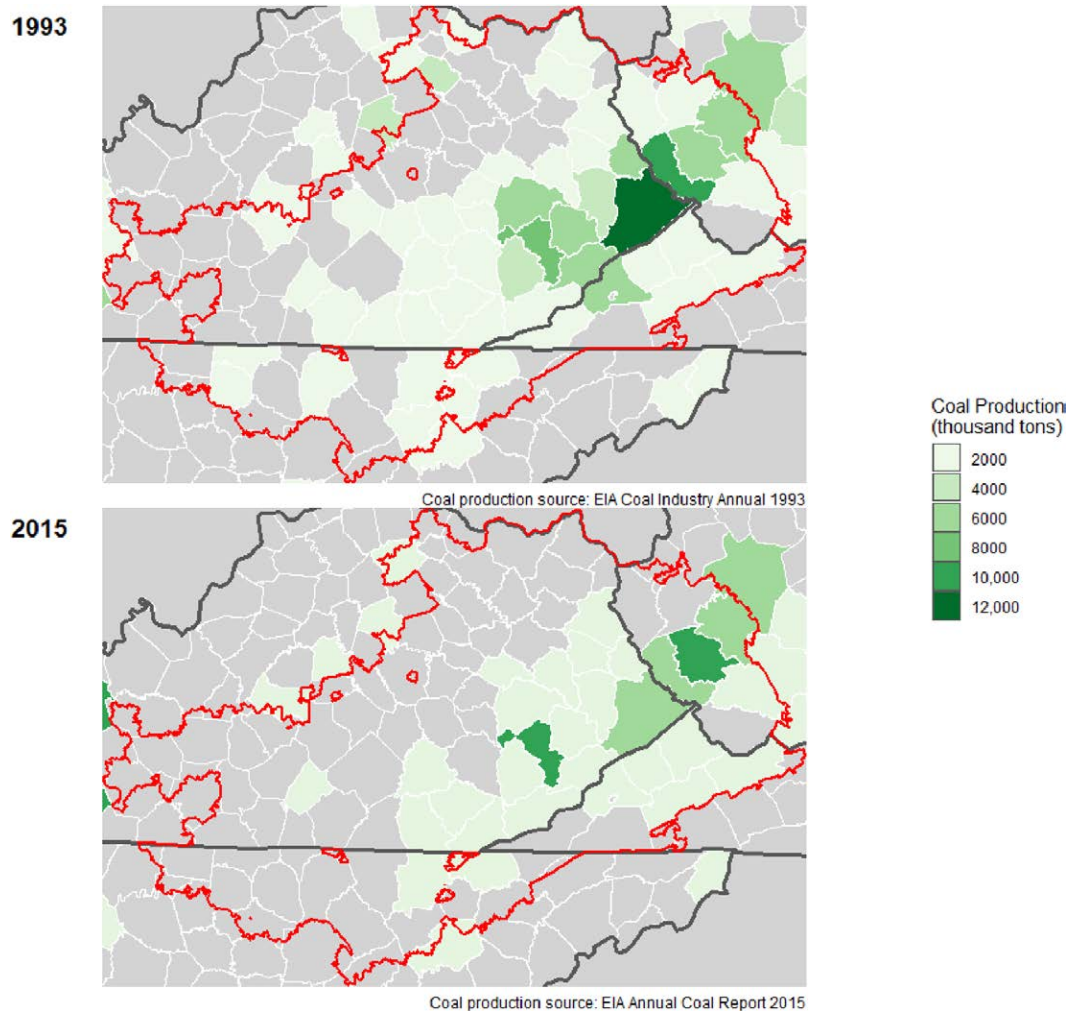 1993
Coal production source: EIA Coal Industry Annual 1993
Coal Production
(thousand tons)
2000
4000
6000
8000
10,000
12,000
2015
Coal production source: EIA Annual Coal Report 2015